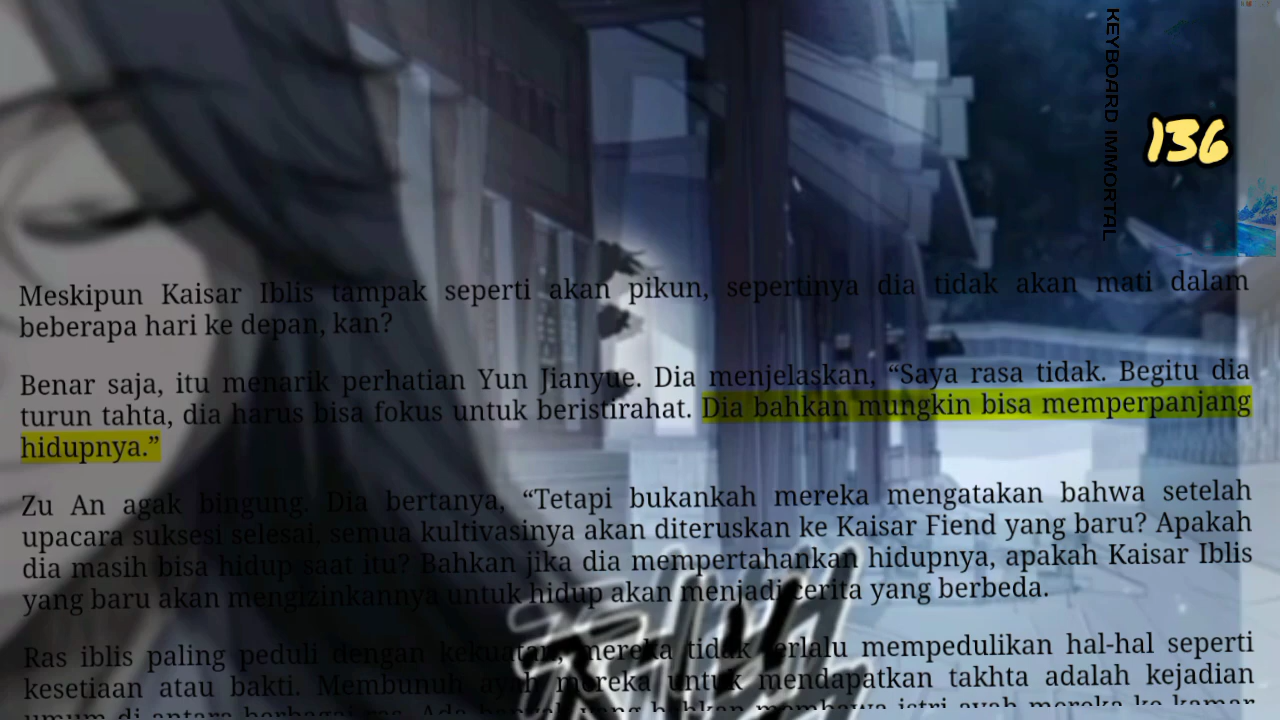 KEYBOARD IMMORTAL
136
Meskipun Kaisar Iblis tampak seperti akan pikun, sepertinya dia tidak akan mati dalam
beberapa hari ke depan, kan?
Benar saja, itu menarik perhatian Yun Jianyue. Dia menjelaskan, “Saya rasa tidak. Begitu dia
turun tahta, dia harus bisa fokus untuk beristirahat. Dia bahkan mungkin bisa memperpanjang
hidupnya.”
Zu An agak bingung. Dia bertanya, “Tetapi bukankah mereka mengatakan bahwa setelah
upacara suksesi selesai, semua kultivasinya akan diteruskan ke Kaisar Fiend yang baru? Apakah
dia masih bisa hidup saat itu? Bahkan jika dia mempertahankan hidupnya, apakah Kaisar Iblis
yang baru akan mengizinkannya untuk hidup akan menjadi cerita yang berbeda.
Ras iblis paling peduli dengan kekuatan, mereka tidak terlalu mempedulikan hal-hal seperti
kesetiaan atau bakti. Membunuh ayah mereka untuk mendapatkan takhta adalah kejadian